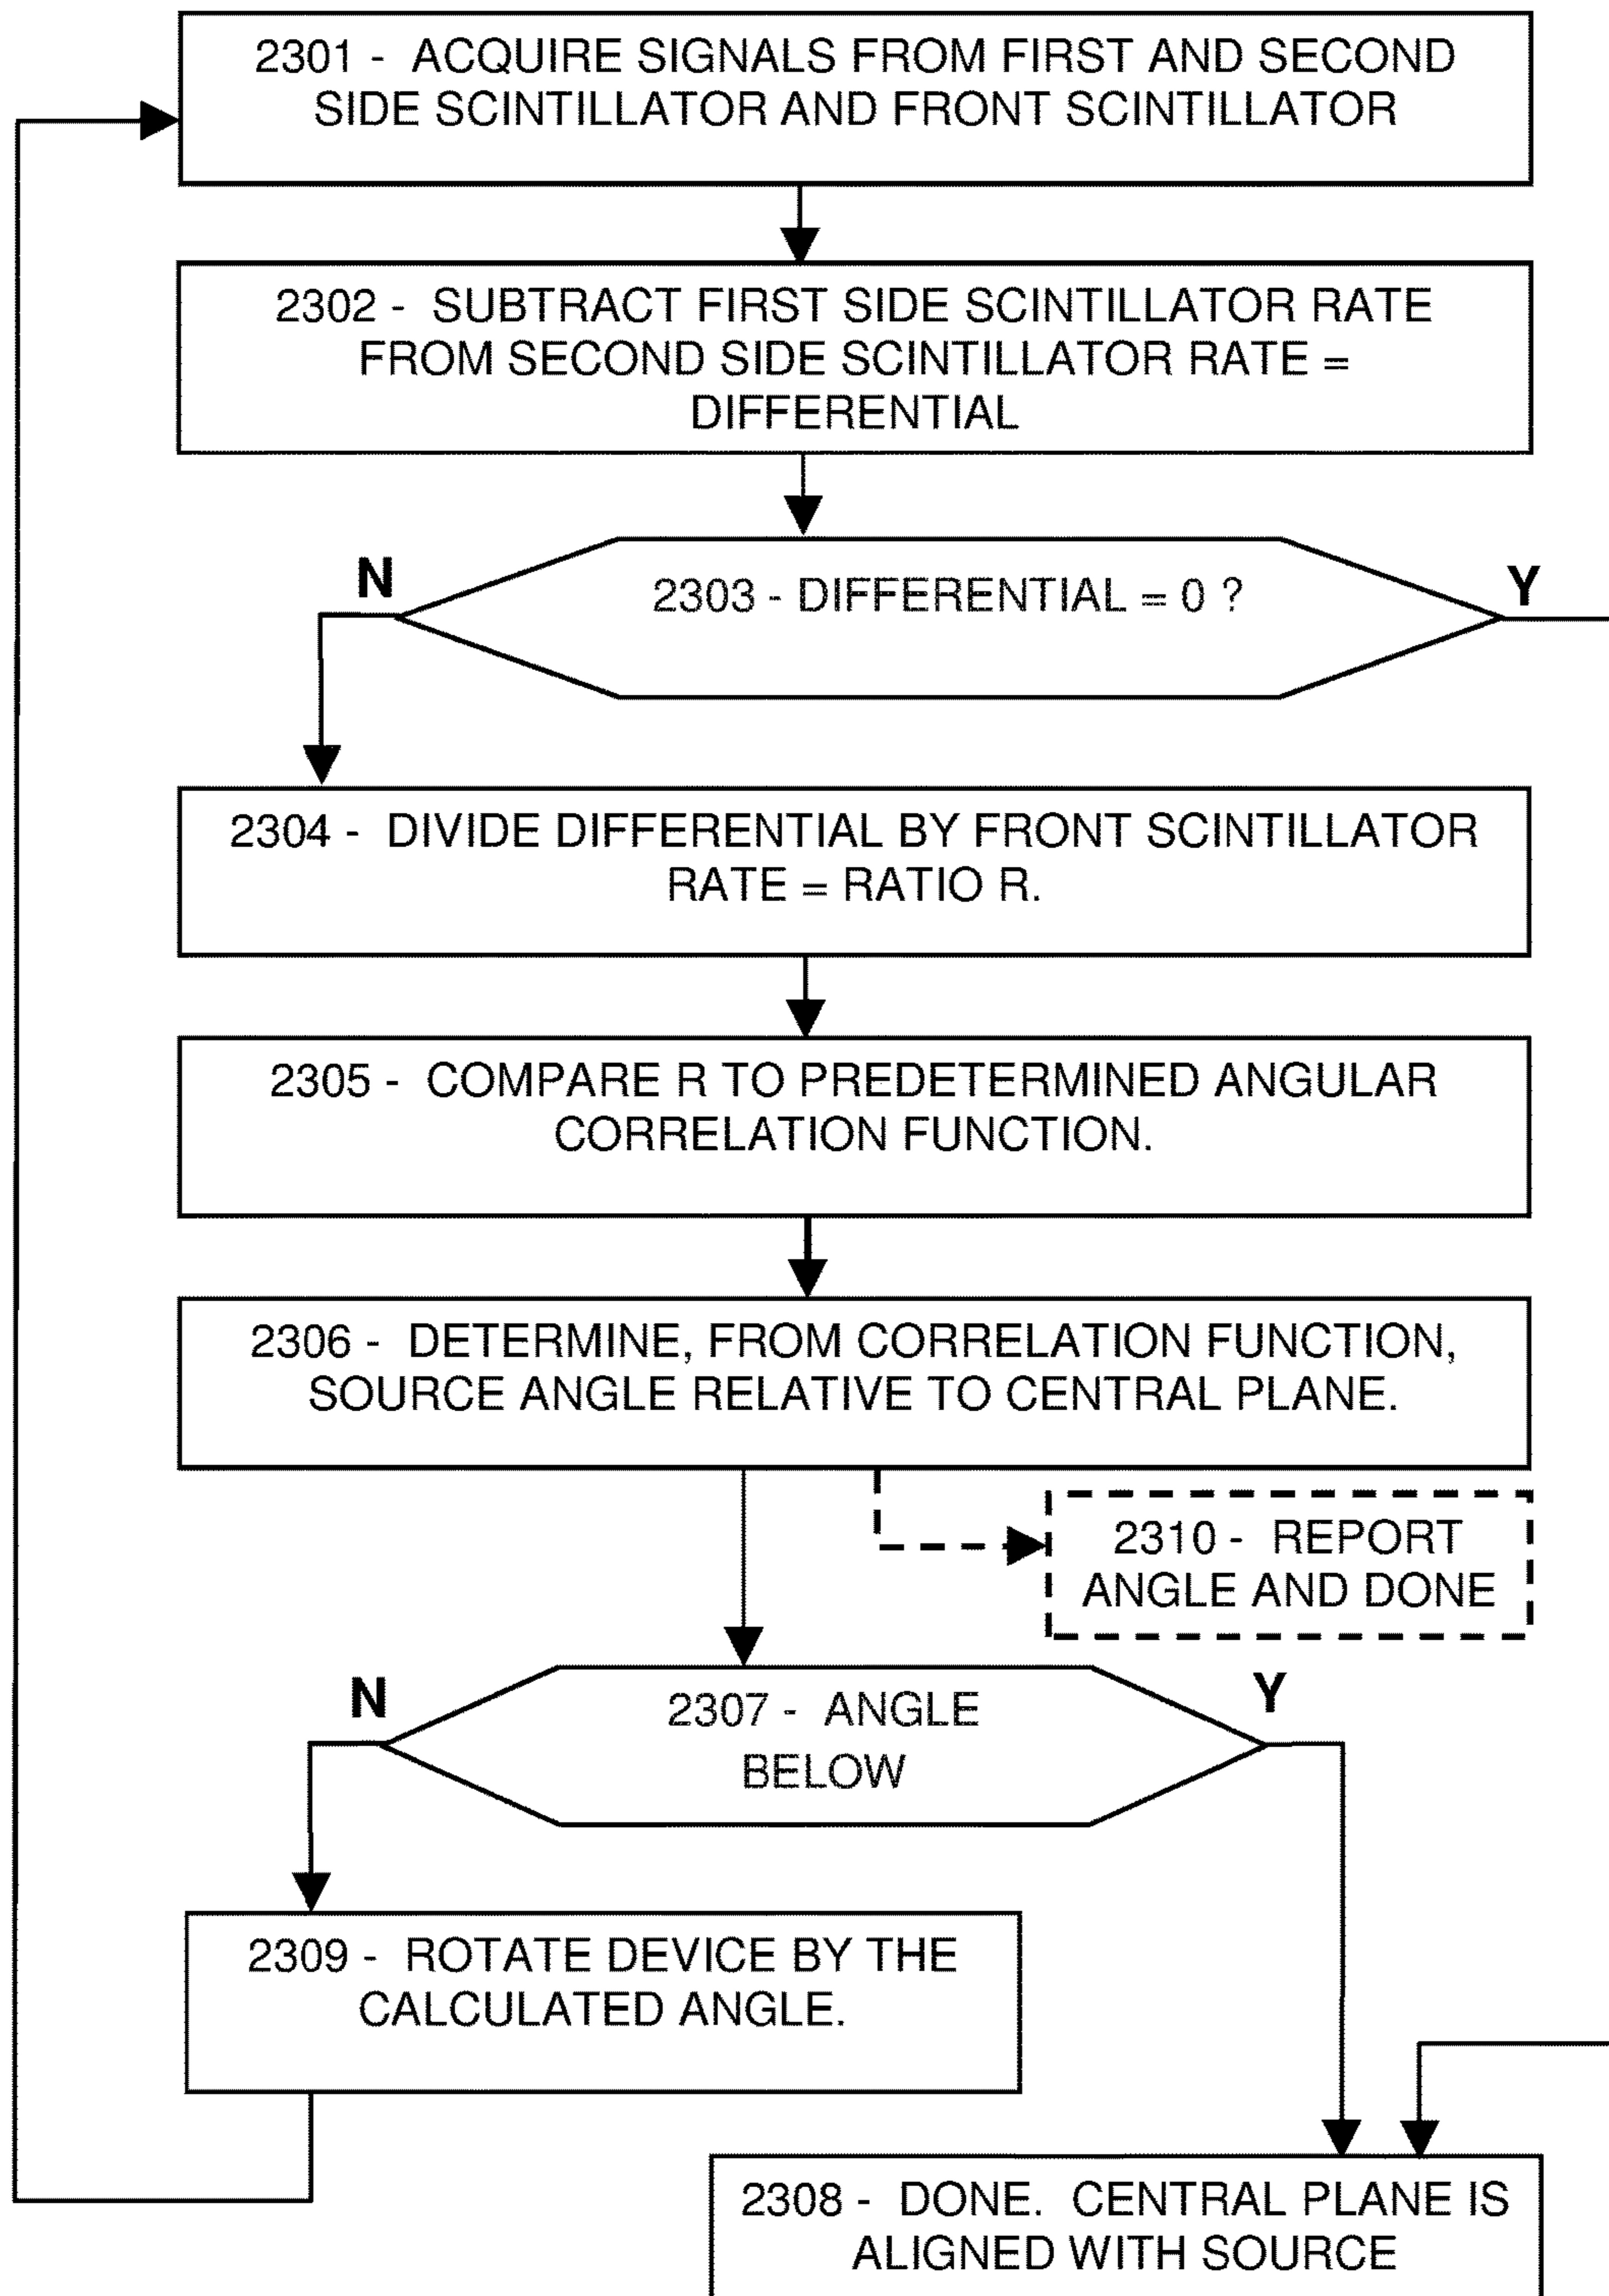 2301 - ACQUIRE SIGNALS FROM FIRST AND SECOND
SIDE SCINTILLATOR AND FRONT SCINTILLATOR
2302 - SUBTRACT FIRST SIDE SCINTILLATOR RATE
FROM SECOND SIDE SCINTILLATOR RATE =
DIFFERENTIAL
N
2303 - DIFFERENTIAL = 0 ?
Y
2304 - DIVIDE DIFFERENTIAL BY FRONT SCINTILLATOR
RATE = RATIO R.
2305 - COMPARE R TO PREDETERMINED ANGULAR
CORRELATION FUNCTION.
2306 - DETERMINE, FROM CORRELATION FUNCTION,
SOURCE ANGLE RELATIVE TO CENTRAL PLANE.
2310 - REPORT
ANGLE AND DONE
N
2307 - ANGLE
BELOW
Y
2309 - ROTATE DEVICE BY THE
CALCULATED ANGLE.
2308 - DONE. CENTRAL PLANE IS
ALIGNED WITH SOURCE